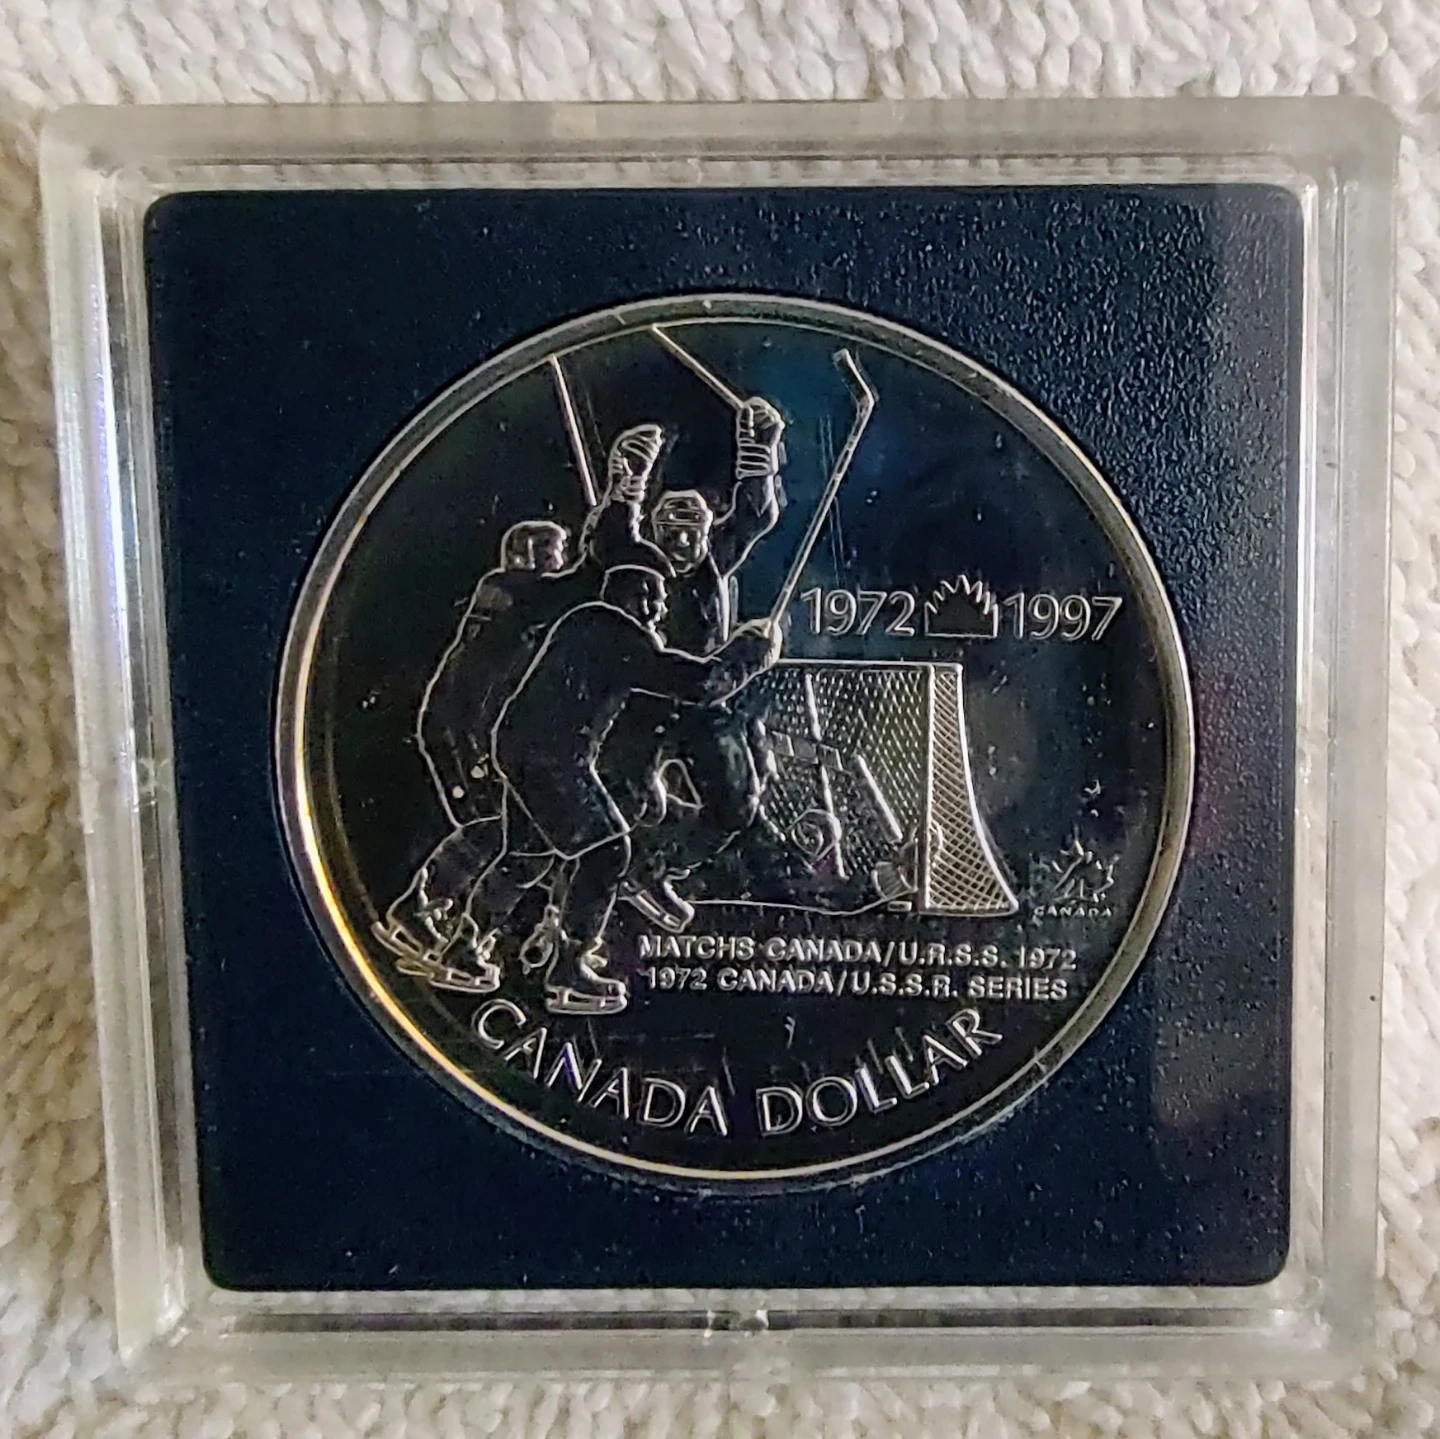 1972 1997
CANADA
MATCHS CANADA/U.R.S.S. 1972
1972 CANADA/U.S.S.R. SERIES
CANADA DOLLAR